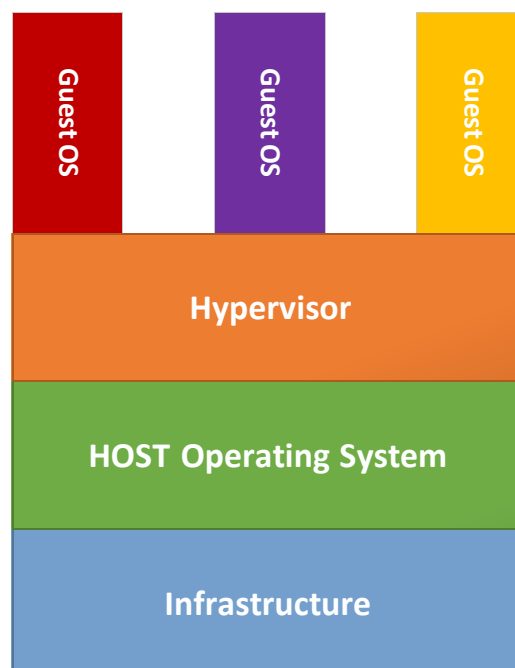 Guest OS
Guest OS
Guest OS
Hypervisor
HOST Operating System
Infrastructure